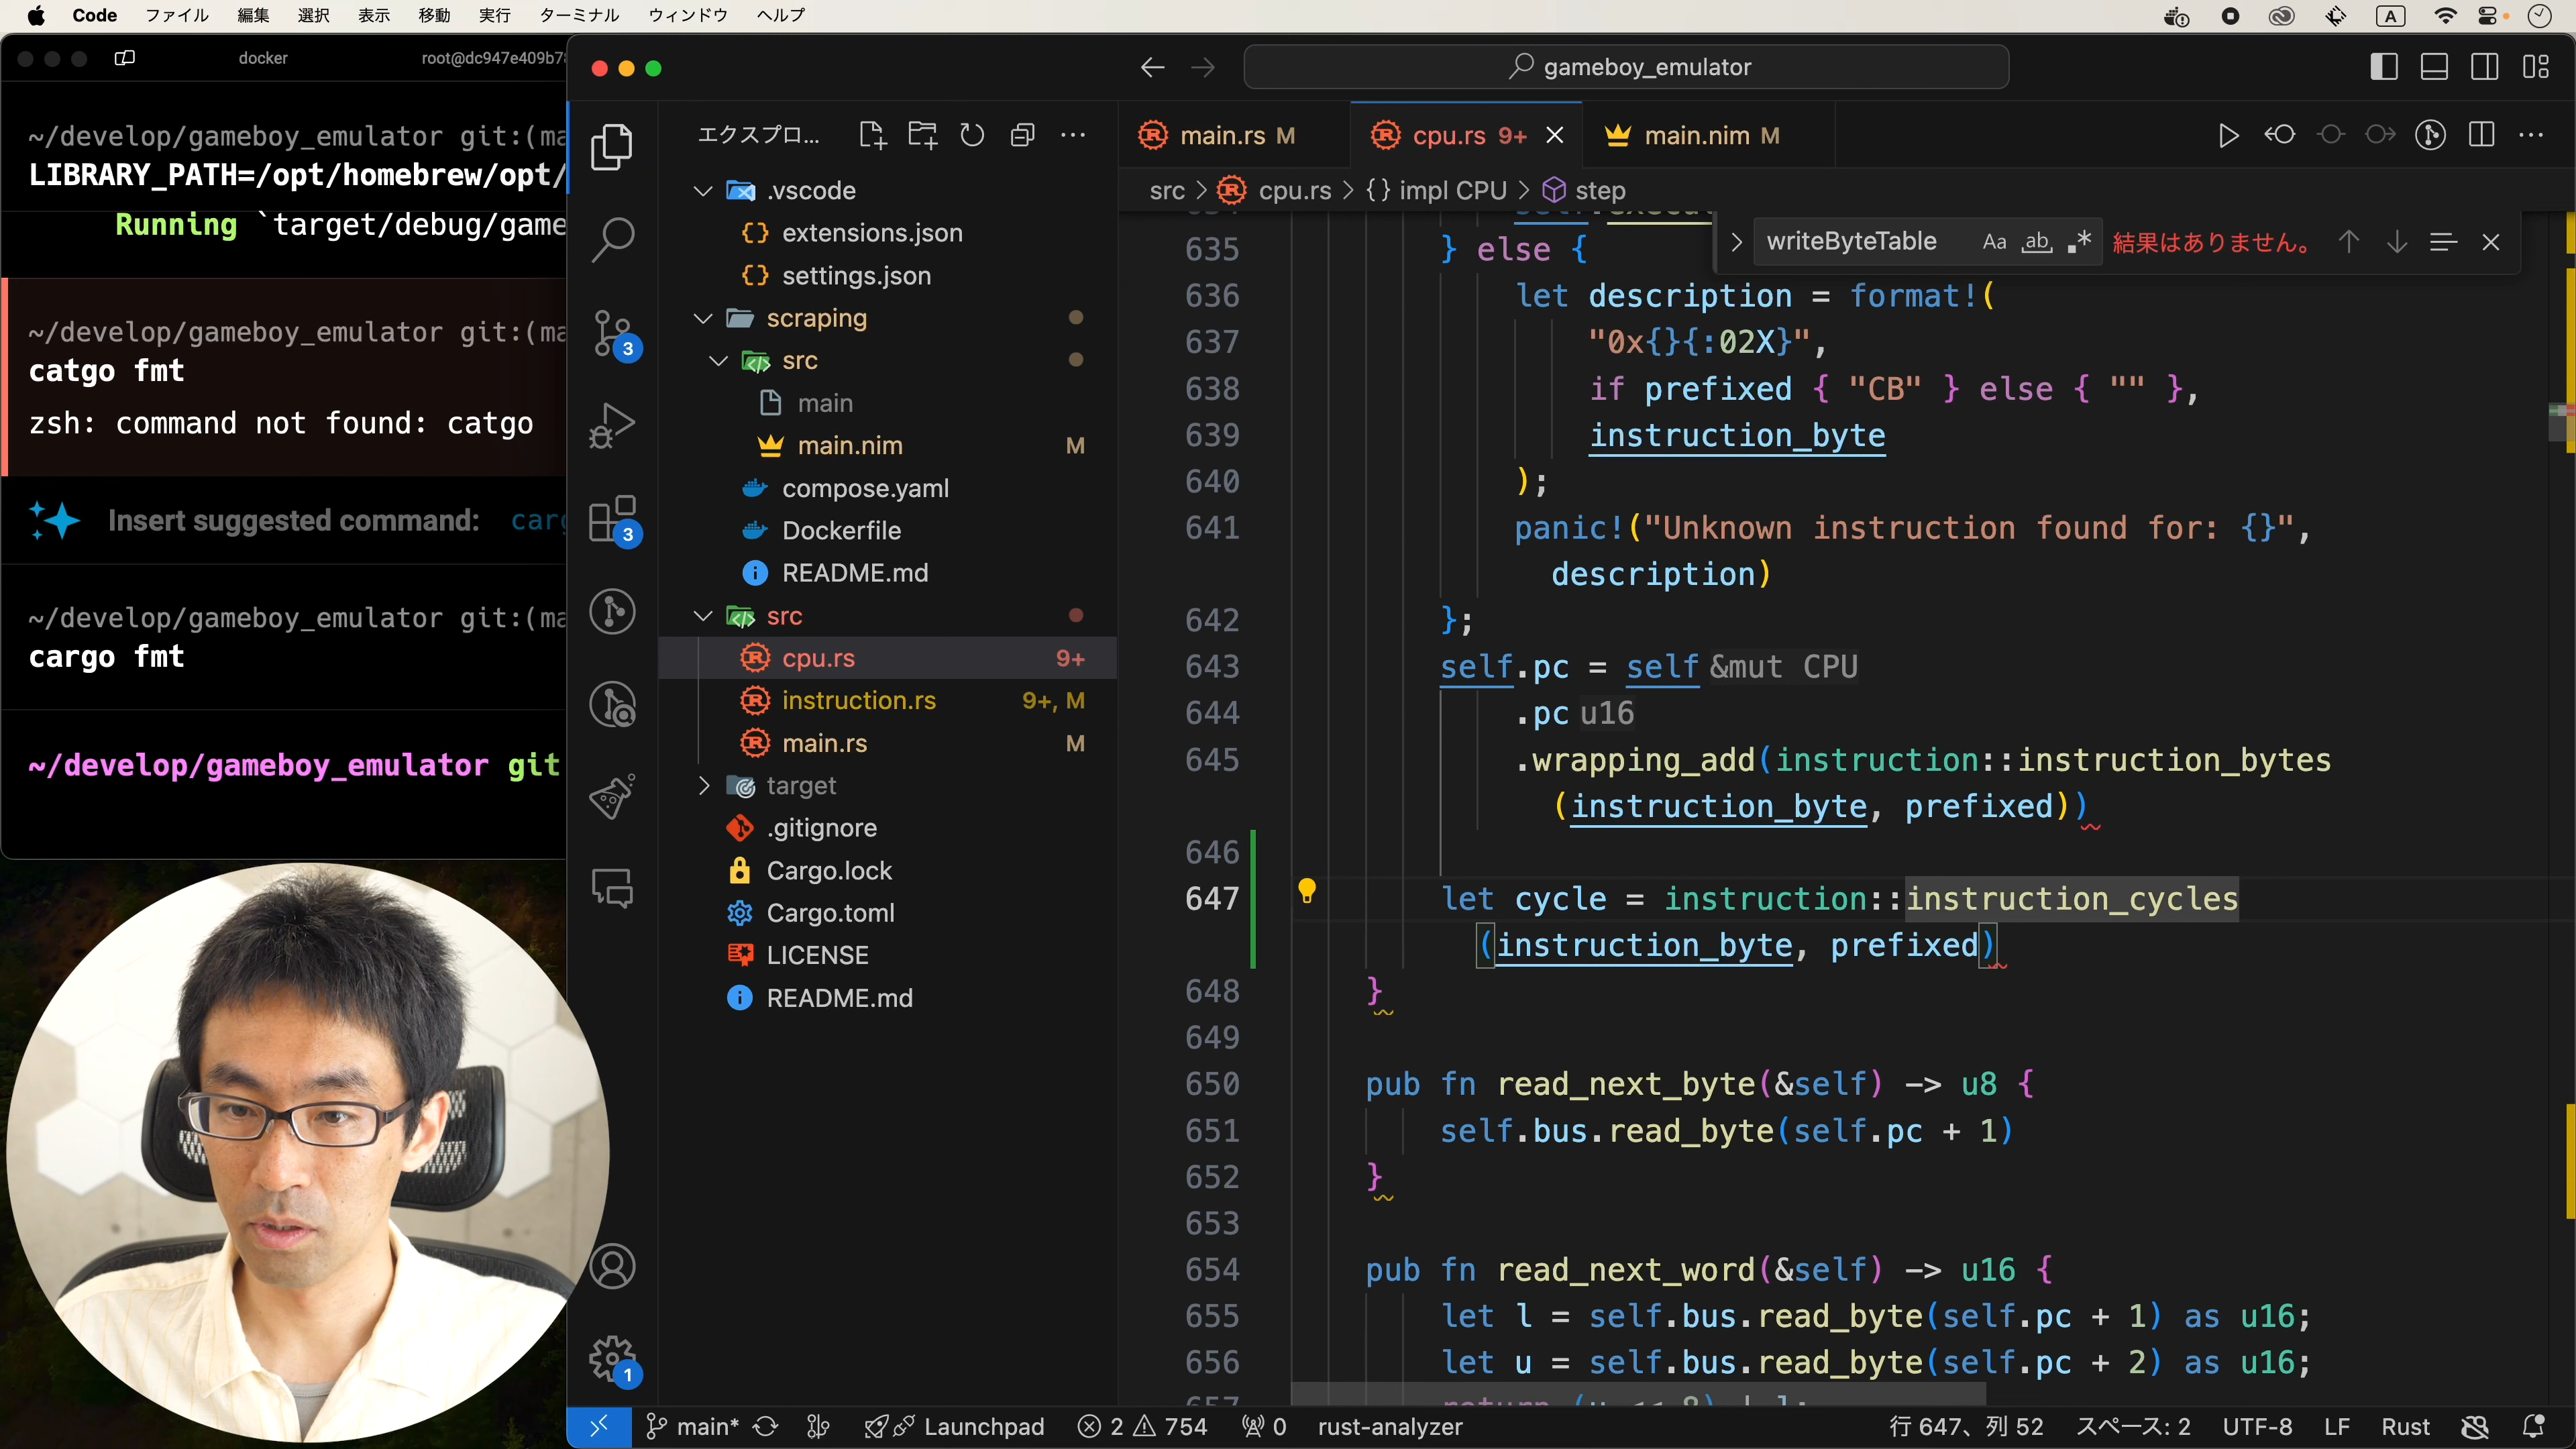 Code ファイル 編集 選択 表示 移動 実行 ターミナル ウィンドウ ヘルプ
A
docker
root@dc947e409b7
~/develop/gameboy_emulator git:(ma
LIBRARY_PATH=/opt/homebrew/opt/
Running `target/debug/game
~/develop/gameboy_emulator git:(ma
catgo fmt
zsh: command not found: catgo
Insert suggested command: carg
~/develop/gameboy_emulator git:(ma
cargo fmt
~/develop/gameboy_emulator git
gameboy_emulator
エクスプロ...
.vscode
extensions.json
settings.json
scraping
src
main
main.nim M
compose.yaml
Dockerfile
README.md
src
cpu.rs 9+
instruction.rs 9+, M
main.rs M
target
.gitignore
Cargo.lock
Cargo.toml
LICENSE
README.md
3
3
1
main.rs M
cpu.rs 9+
main.nim M
src > cpu.rs > {} impl CPU > step
writeByteTable Aa ab .* 結果はありません。
635 } else {
636 let description = format!(
637 "0x{}{:02X}",
638 if prefixed { "CB" } else { "" },
639 instruction_byte
640 );
641 panic!("Unknown instruction found for: {}",
description)
642 };
643 self.pc = self &mut CPU
644 .pc u16
645 .wrapping_add(instruction::instruction_bytes
(instruction_byte, prefixed))
646
647 let cycle = instruction::instruction_cycles
(instruction_byte, prefixed)
648 }
649
650 pub fn read_next_byte(&self) -> u8 {
651 self.bus.read_byte(self.pc + 1)
652 }
653
654 pub fn read_next_word(&self) -> u16 {
655 let l = self.bus.read_byte(self.pc + 1) as u16;
656 let u = self.bus.read_byte(self.pc + 2) as u16;
main* Launchpad 2 754 0 rust-analyzer 行 647、列 52 スペース: 2 UTF-8 LF Rust